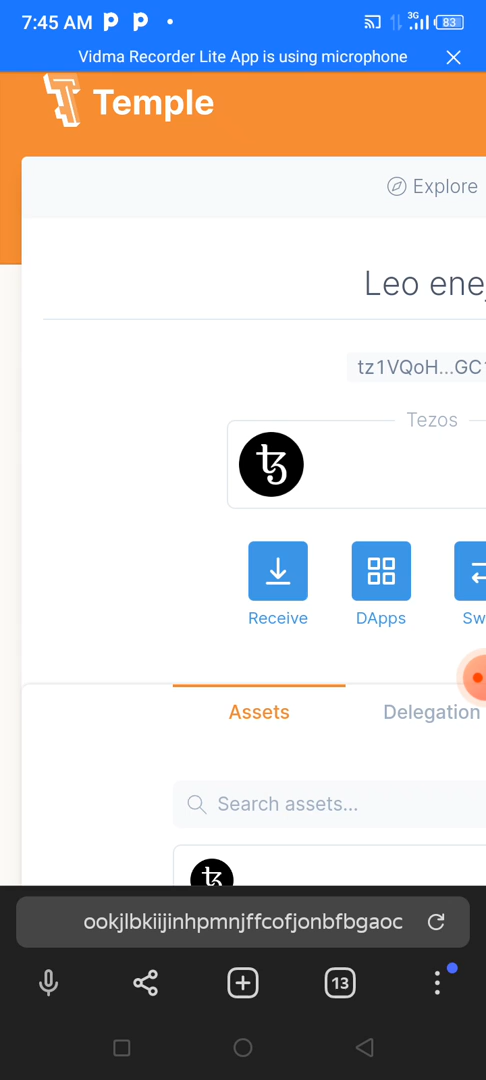 7:45 AM
3G
83
Vidma Recorder Lite App is using microphone
Temple
Explore
Leo ene
tz1VQoH...GC
Tezos
Receive
DApps
Sw
Assets
Delegation
Search assets...
ookjlbkiijinhpmnjffcofjonbfbgaoc
13